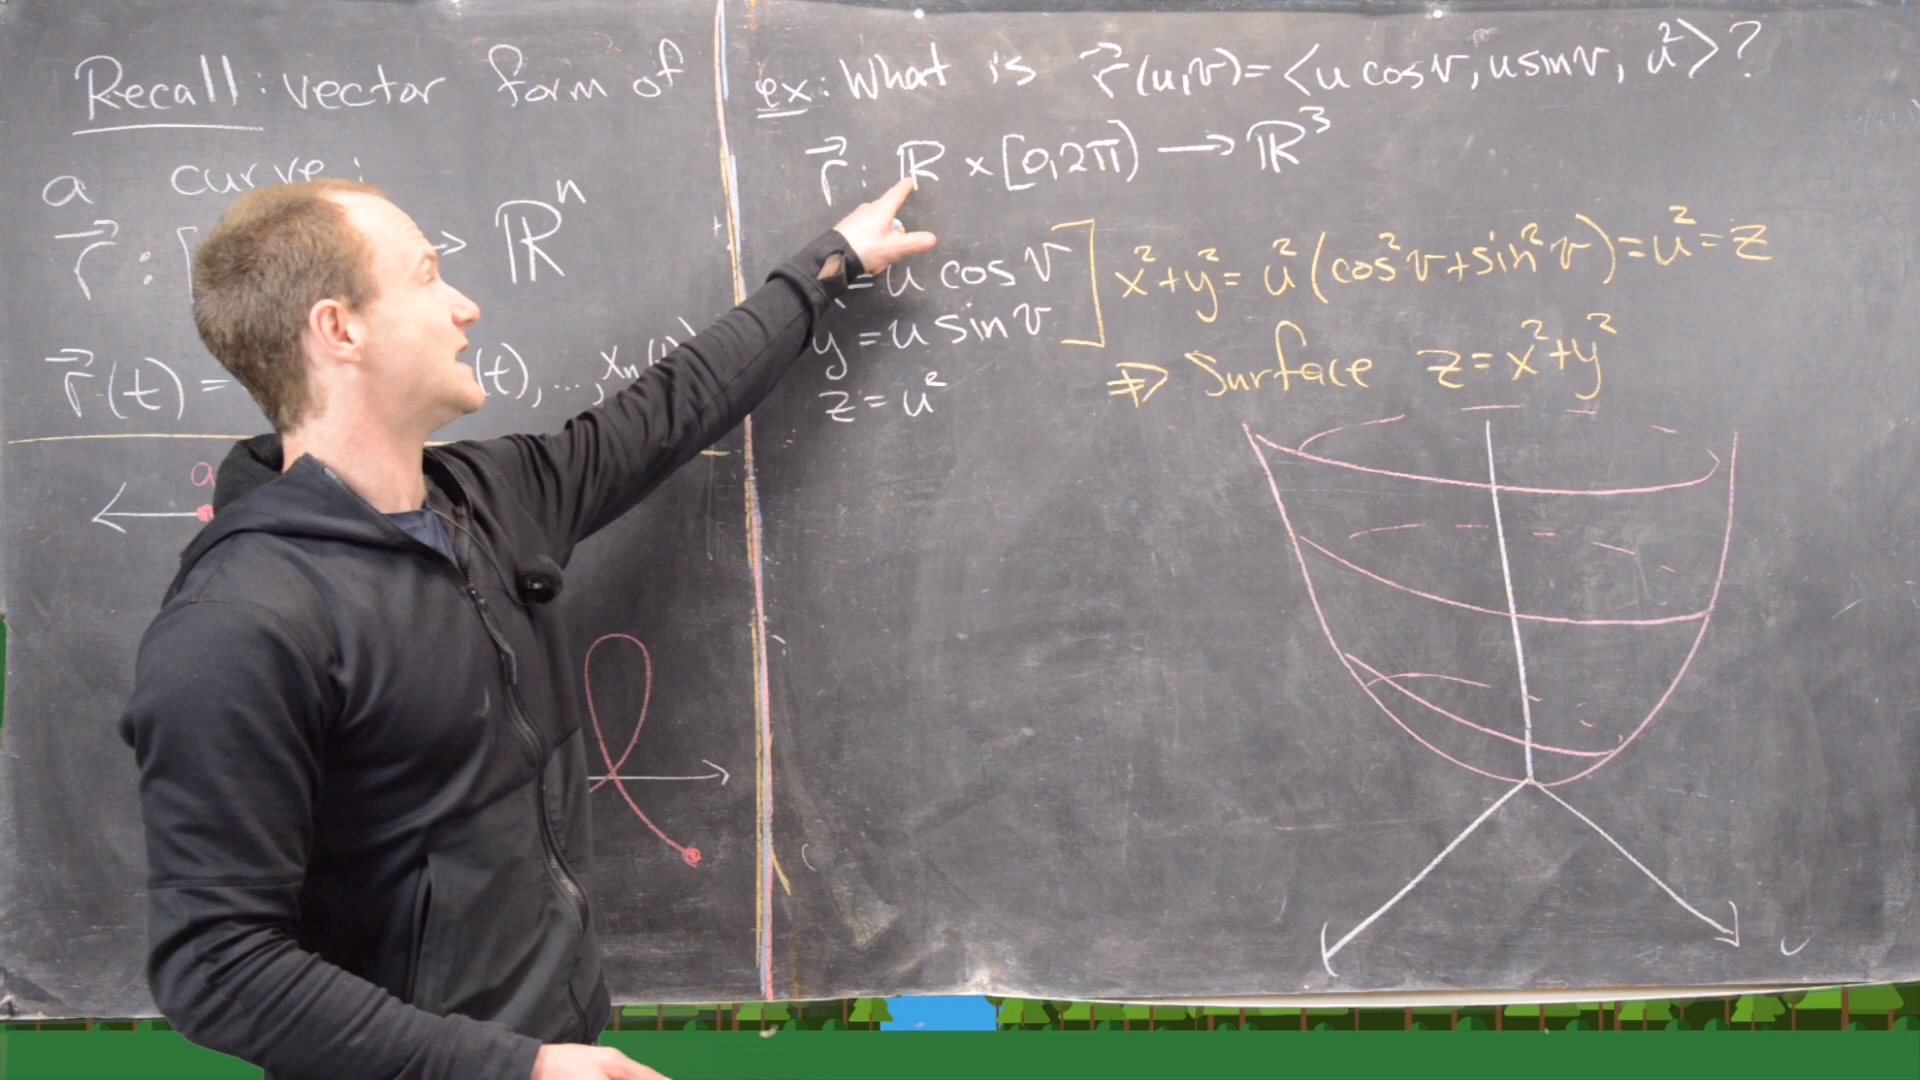 Recall: vector form of
a curve:
r⃗ : [ → ℝⁿ
r⃗(t) = (t), ..., xₙ(t)
a
ex: What is r⃗(u,v)=⟨u cos v, u sin v, u²⟩?
r⃗: ℝ × [0,2π) → ℝ³
=u cos v
y = u sin v
z = u²
x²+y²= u²(cos²v+sin²v)=u²=z
⇒ Surface z = x²+y²